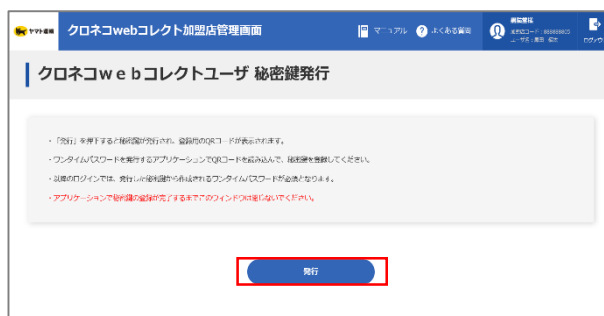 ヤマト運輸
クロネコwebコレクト加盟店管理画面
マニュアル
よくある質問
ログアウト
クロネコwebコレクトユーザ 秘密鍵発行
・「発行」を押下すると秘密鍵が発行され、登録用のQRコードが表示されます。
・ワンタイムパスワードを発行するアプリケーションでQRコードを読み込んで、秘密鍵を登録してください。
・以降のログインでは、発行した秘密鍵から作成されるワンタイムパスワードが必須となります。
・アプリケーションで秘密鍵の登録が完了するまでこのウィンドウは閉じないでください。
発行